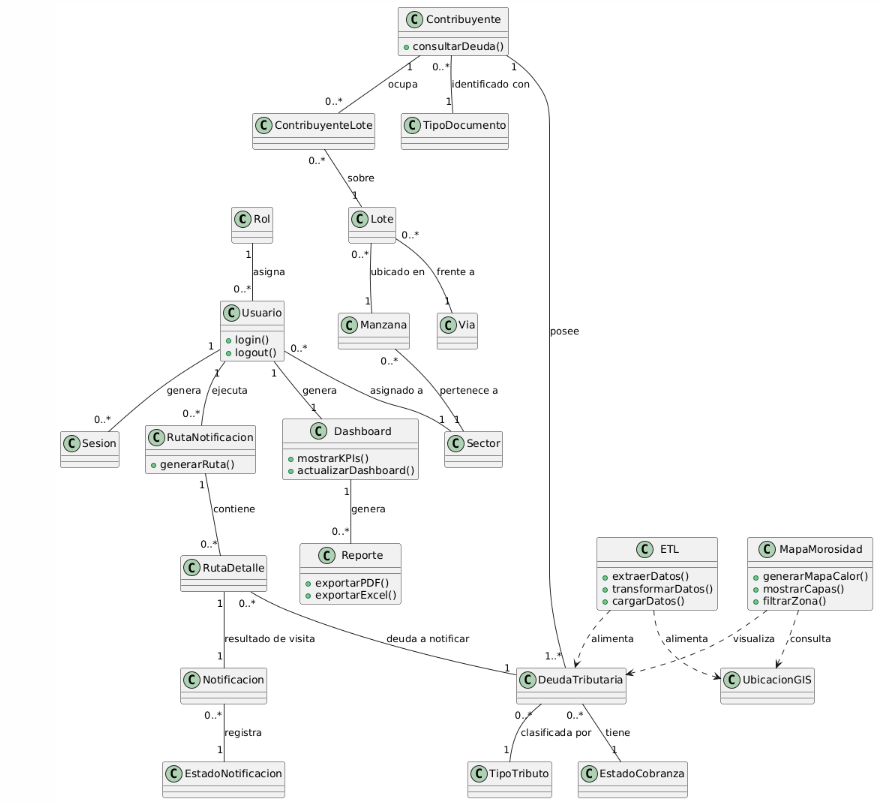 C Contribuyente
consultarDeuda()
1
0..*
1
ocupa
identificado con
0..*
1
C ContribuyenteLote
C TipoDocumento
0..*
sobre
1
C Rol
C Lote
1
0..*
0..*
asigna
ubicado en
frente a
0..*
1
1
C Usuario
login()
logout()
C Manzana
C Via
posee
1
1
1
0..*
0..*
genera
ejecuta
genera
asignado a
pertenece a
0..*
0..*
1
1
1
C Sesion
C RutaNotificacion
generarRuta()
C Dashboard
mostrarKPIs()
actualizarDashboard()
C Sector
1
1
contiene
genera
0..*
0..*
C RutaDetalle
C Reporte
exportarPDF()
exportarExcel()
C ETL
extraerDatos()
transformarDatos()
cargarDatos()
C MapaMorosidad
generarMapaCalor()
mostrarCapas()
filtrarZona()
1
0..*
resultado de visita
deuda a notificar
alimenta
alimenta
visualiza
consulta
1
1
1..*
C Notificacion
C DeudaTributaria
C UbicacionGIS
0..*
0..*
0..*
registra
clasificada por
tiene
1
1
1
C EstadoNotificacion
C TipoTributo
C EstadoCobranza